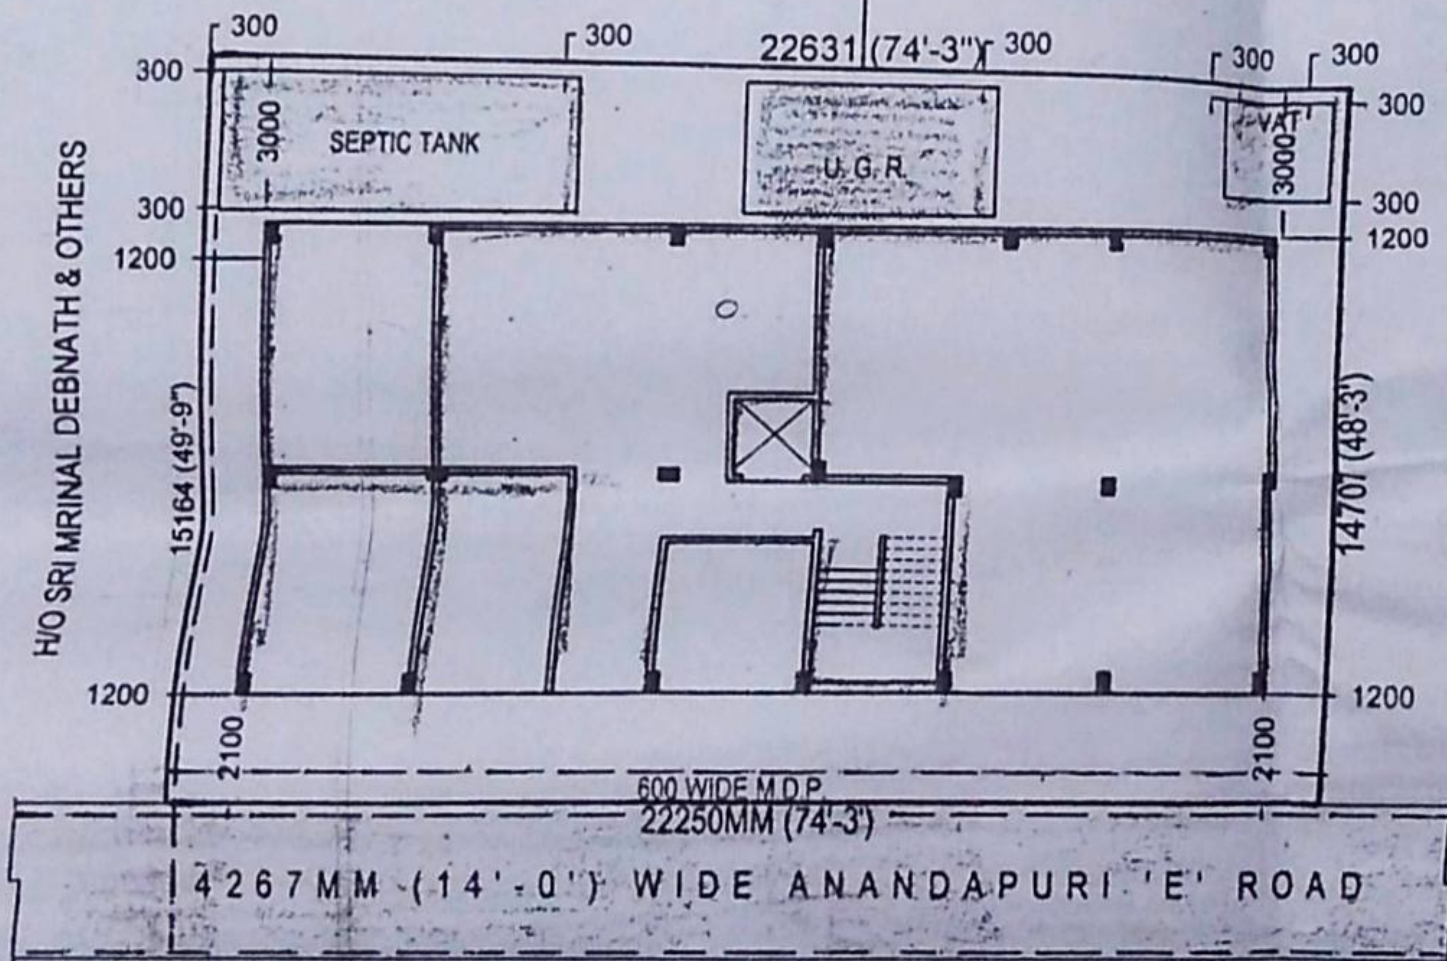 300
300
22631 (74'-3")
300
300
300
300
300
3000
SEPTIC TANK
U. G. R.
VAT
3000
300
300
1200
1200
H/O SRI MRINAL DEBNATH & OTHERS
15164 (49'-9")
14707 (48'-3')
1200
1200
2100
2100
600 WIDE M D P.
22250MM (74'-3')
4267MM (14'-0') WIDE ANANDAPURI 'E' ROAD